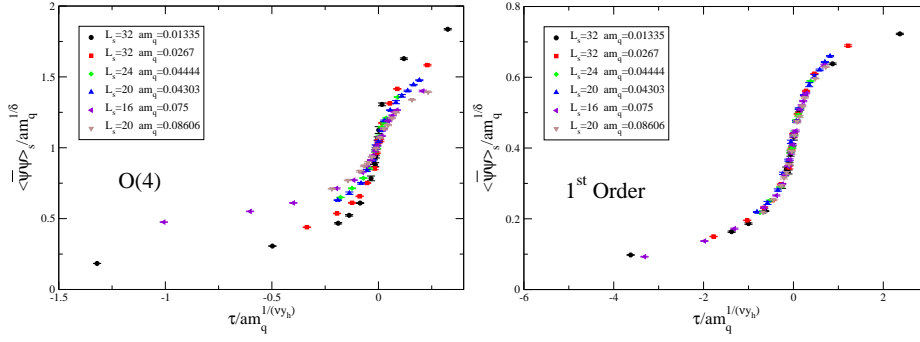 2
1.5
1
0.5
0
-1.5
-1
-0.5
0
<ψ̅ψ>ₛ/am_q^{1/δ}
τ/am_q^{1/(νy_h)}
L_s=32 am_q=0.01335
L_s=32 am_q=0.0267
L_s=24 am_q=0.04444
L_s=20 am_q=0.04303
L_s=16 am_q=0.075
L_s=20 am_q=0.08606
O(4)
0.8
0.6
0.4
0.2
0
-6
-4
-2
0
2
<ψ̅ψ>ₛ/am_q^{1/δ}
τ/am_q^{1/(νy_h)}
L_s=32 am_q=0.01335
L_s=32 am_q=0.0267
L_s=24 am_q=0.04444
L_s=20 am_q=0.04303
L_s=16 am_q=0.075
L_s=20 am_q=0.08606
1^{st} Order